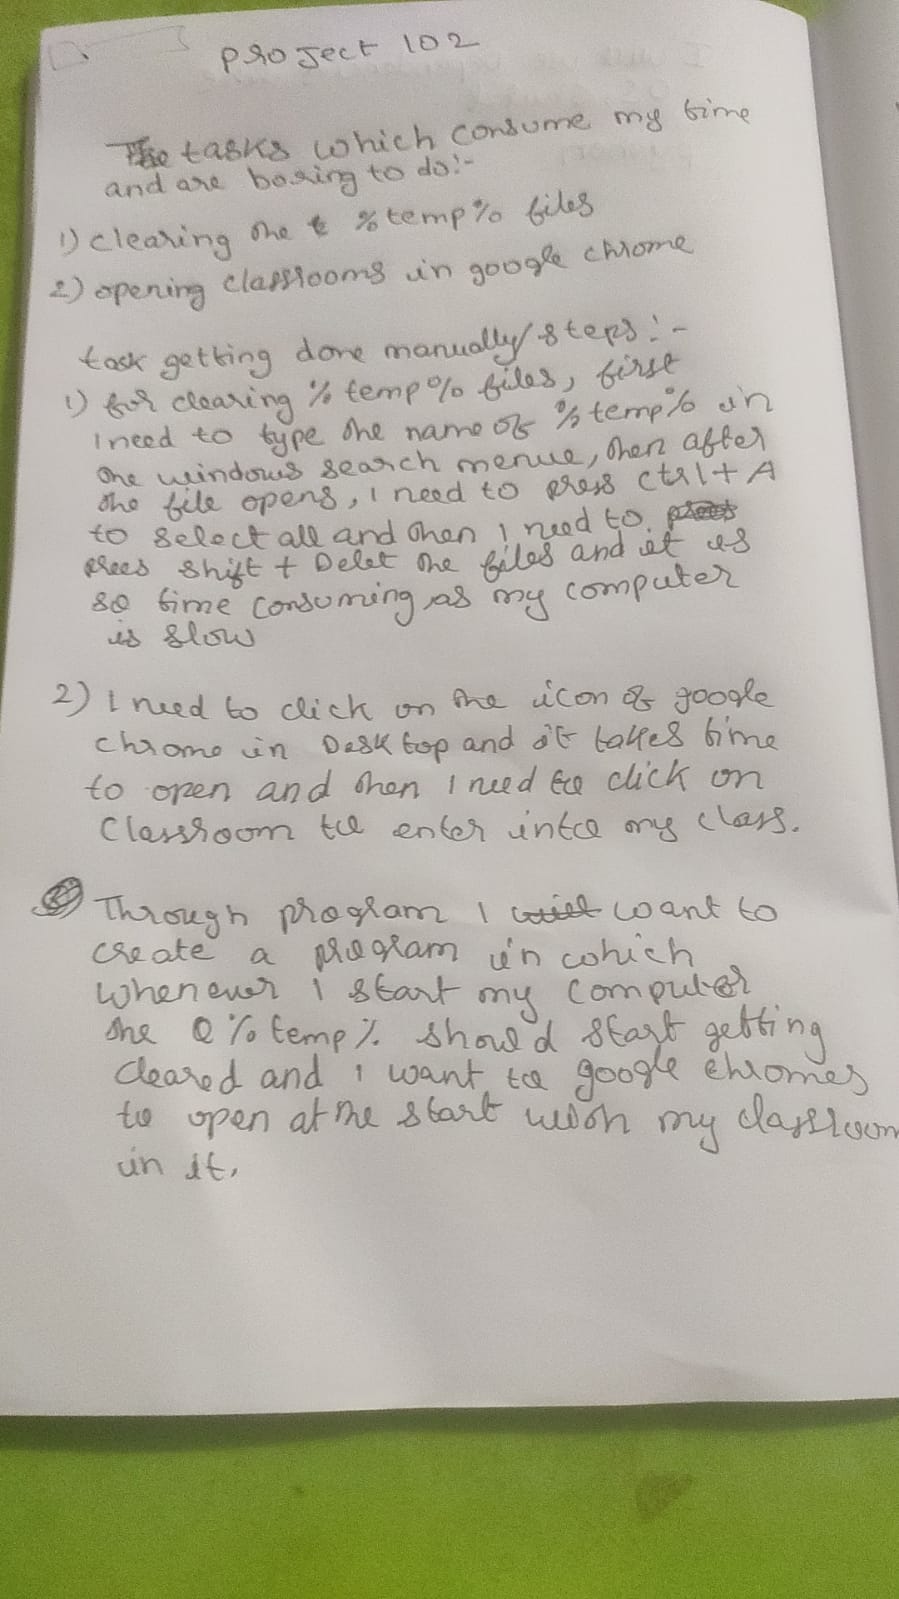 Project 102
The tasks which consume my time
and are boring to do:-
1) clearing the %temp% files
2) opening classrooms in google chrome
task getting done manually/steps:-
1) for clearing %temp% files, first
I need to type the name of %temp% in
the windows search menue, then after
the file opens, I need to press ctrl + A
to select all and then I need to
press shift + Delet the files and it is
so time consuming as my computer
is slow
2) I need to click on the icon of google
chrome in Desktop and it takes time
to open and then I need to click on
Classroom to enter into my class.
Through program I want to
create a program in which
whenever I start my computer
the %temp% should start getting
cleared and I want to google chromes
to open at the start with my classroom
in it.